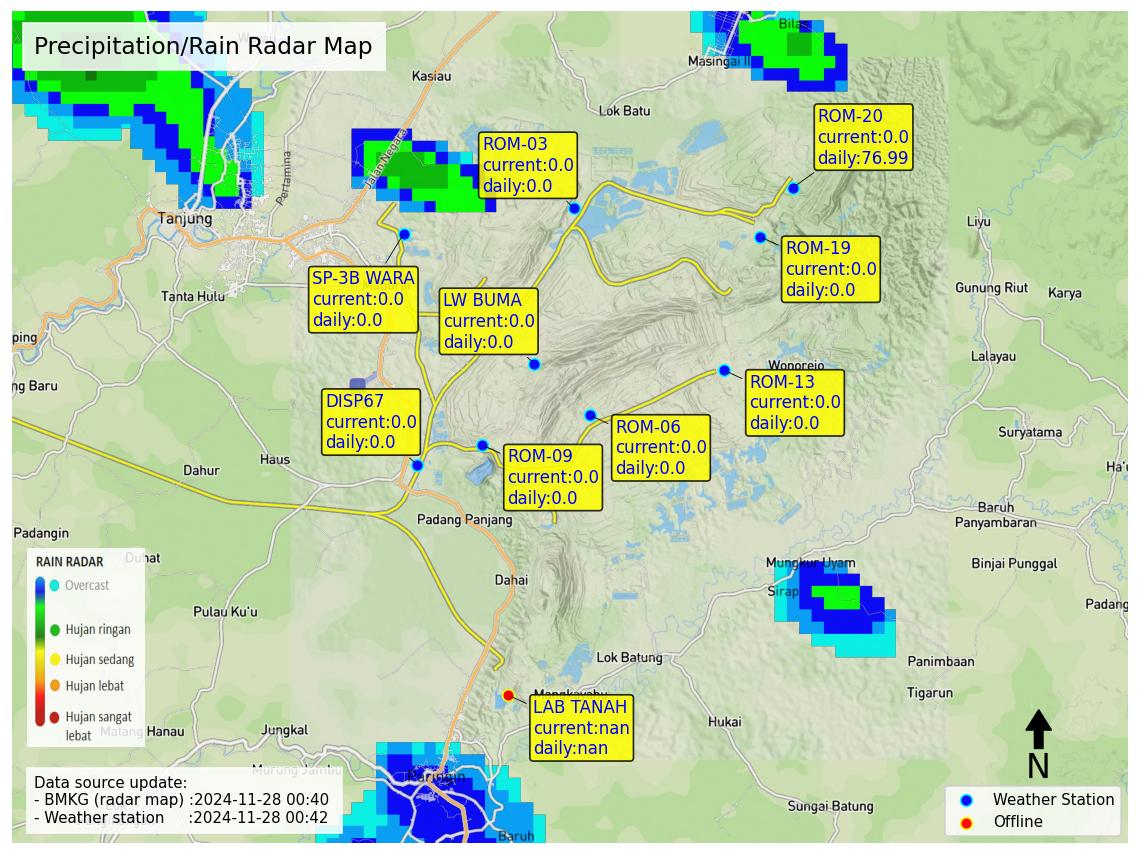 Precipitation/Rain Radar Map
Bila
Masingai II
Kasiau
Lok Batu
Jalan Negara
Pertamina
Tanjung
Tanta Hulu
ROM-03
current:0.0
daily:0.0
ROM-20
current:0.0
daily:76.99
ROM-19
current:0.0
daily:0.0
SP-3B WARA
current:0.0
daily:0.0
LW BUMA
current:0.0
daily:0.0
Liyu
Gunung Riut
Karya
Lalayau
Wonorejo
ROM-13
current:0.0
daily:0.0
DISP67
current:0.0
daily:0.0
ROM-06
current:0.0
daily:0.0
ROM-09
current:0.0
daily:0.0
ping
ng Baru
Dahur
Haus
Suryatama
Ha'u
Padang Panjang
Baruh
Panyambaran
Padangin
Duhat
Dahai
Mungkur Uyam
Sirap
Binjai Punggal
Padang
Pulau Ku'u
RAIN RADAR
Overcast
Hujan ringan
Hujan sedang
Hujan lebat
Hujan sangat
lebat
Lok Batung
Panimbaan
Tigarun
Mangkayahu
LAB TANAH
current:nan
daily:nan
Hukai
Matang Hanau
Jungkal
Murung Jambu
Paringin
Baruh
Sungai Batung
N
Data source update:
- BMKG (radar map) :2024-11-28 00:40
- Weather station :2024-11-28 00:42
Weather Station
Offline